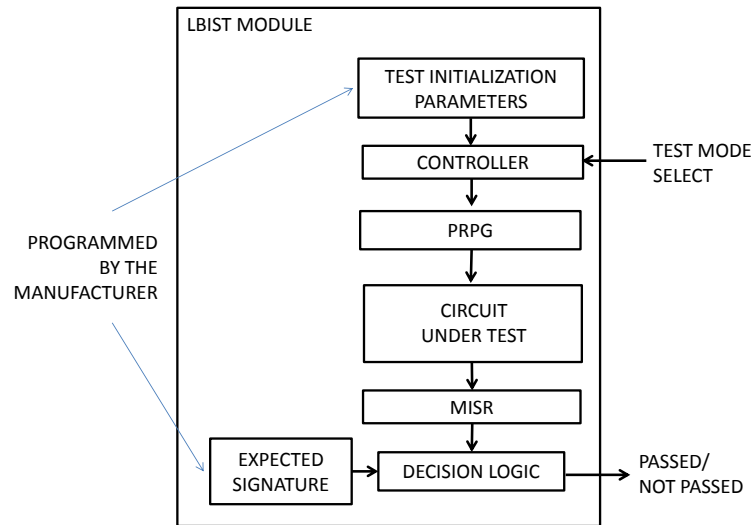 LBIST MODULE
TEST INITIALIZATION
PARAMETERS
CONTROLLER
TEST MODE
SELECT
PRPG
PROGRAMMED
BY THE
MANUFACTURER
CIRCUIT
UNDER TEST
MISR
EXPECTED
SIGNATURE
DECISION LOGIC
PASSED/
NOT PASSED